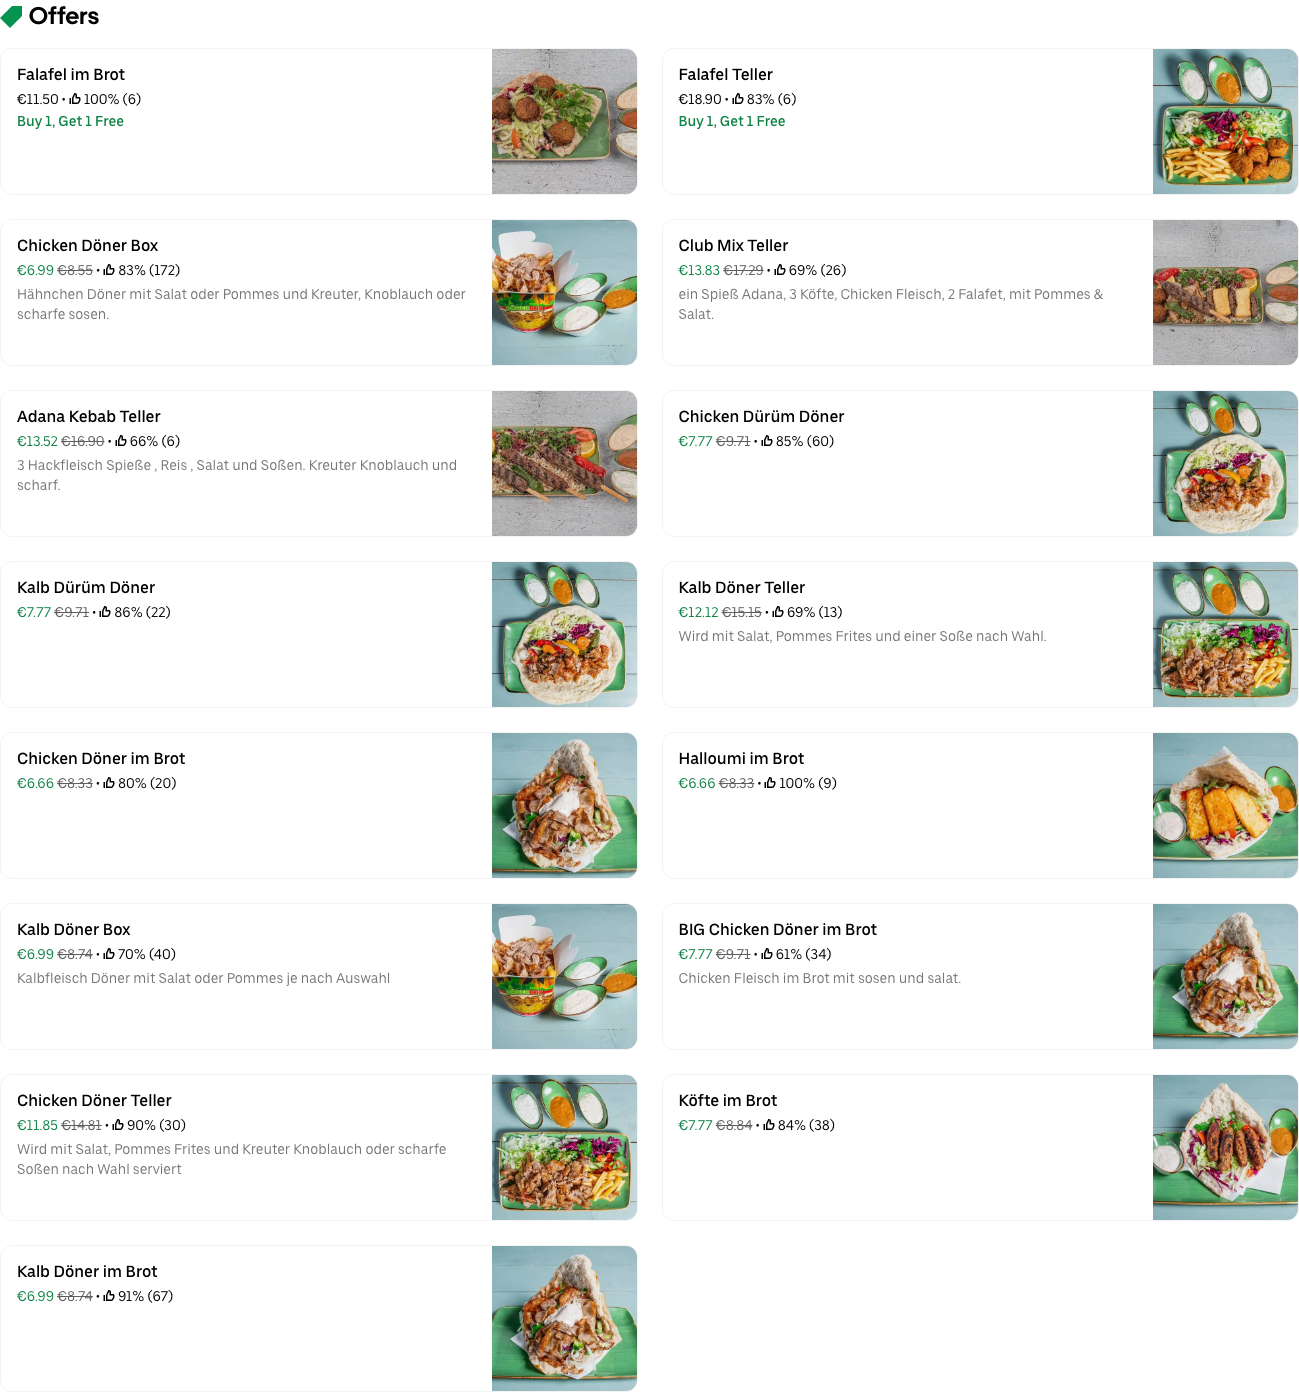 Offers
Falafel im Brot
€11.50 • 100% (6)
Buy 1, Get 1 Free
Falafel Teller
€18.90 • 83% (6)
Buy 1, Get 1 Free
Chicken Döner Box
€6.99 €8.55 • 83% (172)
Hähnchen Döner mit Salat oder Pommes und Kreuter, Knoblauch oder
scharfe sosen.
Club Mix Teller
€13.83 €17.29 • 69% (26)
ein Spieß Adana, 3 Köfte, Chicken Fleisch, 2 Falafet, mit Pommes &
Salat.
Adana Kebab Teller
€13.52 €16.90 • 66% (6)
3 Hackfleisch Spieße , Reis , Salat und Soßen. Kreuter Knoblauch und
scharf.
Chicken Dürüm Döner
€7.77 €9.71 • 85% (60)
Kalb Dürüm Döner
€7.77 €9.71 • 86% (22)
Kalb Döner Teller
€12.12 €15.15 • 69% (13)
Wird mit Salat, Pommes Frites und einer Soße nach Wahl.
Chicken Döner im Brot
€6.66 €8.33 • 80% (20)
Halloumi im Brot
€6.66 €8.33 • 100% (9)
Kalb Döner Box
€6.99 €8.74 • 70% (40)
Kalbfleisch Döner mit Salat oder Pommes je nach Auswahl
BIG Chicken Döner im Brot
€7.77 €9.71 • 61% (34)
Chicken Fleisch im Brot mit sosen und salat.
Chicken Döner Teller
€11.85 €14.81 • 90% (30)
Wird mit Salat, Pommes Frites und Kreuter Knoblauch oder scharfe
Soßen nach Wahl serviert
Köfte im Brot
€7.77 €8.84 • 84% (38)
Kalb Döner im Brot
€6.99 €8.74 • 91% (67)